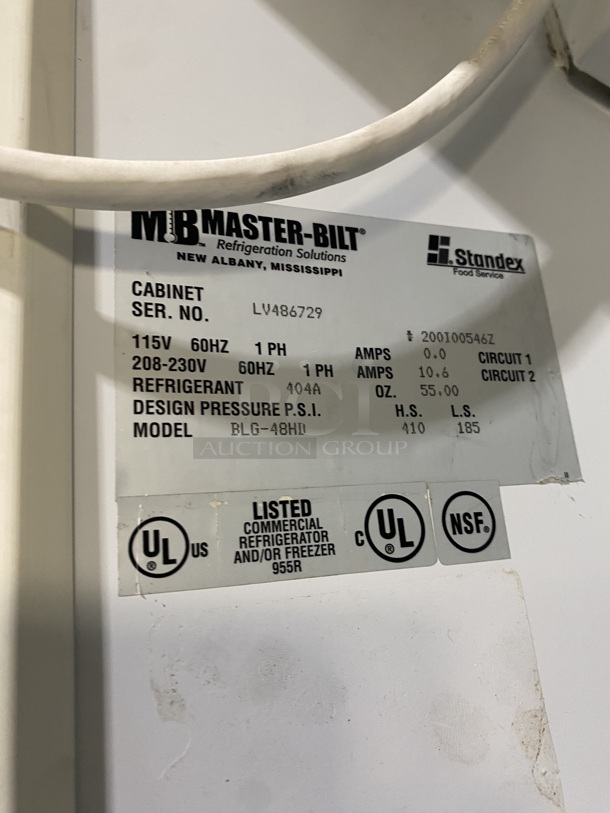 MB MASTER-BILT®
Refrigeration Solutions
NEW ALBANY, MISSISSIPPI
Standex
Food Service
CABINET
SER. NO. LV486729
200I00546Z
115V 60HZ 1 PH AMPS 0.0 CIRCUIT 1
208-230V 60HZ 1 PH AMPS 10.6 CIRCUIT 2
REFRIGERANT 404A OZ. 55.00
DESIGN PRESSURE P.S.I. H.S. L.S.
MODEL BLG-48HD 410 185
PCI
AUCTION GROUP
UL® US
LISTED
COMMERCIAL
REFRIGERATOR
AND/OR FREEZER
955R
C UL®
NSF®